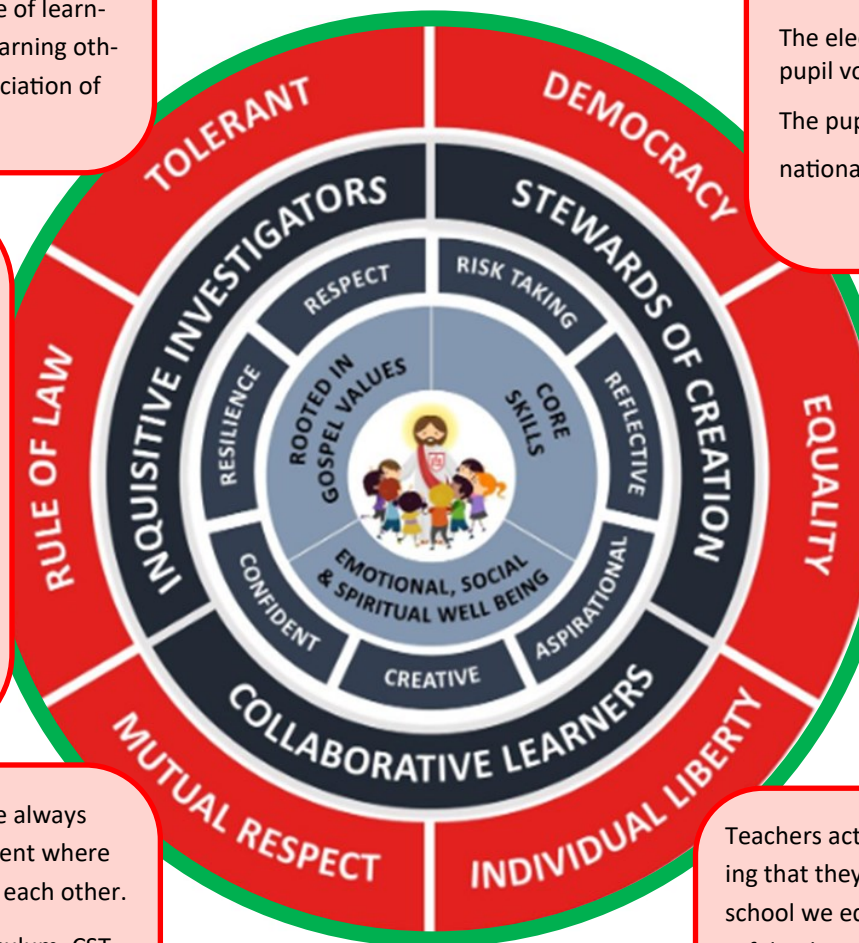 e of learn-
earning oth-
ciation of
The elec
pupil vo
The pup
nationa
TOLERANT
DEMOCRACY
EQUALITY
INDIVIDUAL LIBERTY
MUTUAL RESPECT
RULE OF LAW
INQUISITIVE INVESTIGATORS
STEWARDS OF CREATION
COLLABORATIVE LEARNERS
RESPECT
RISK TAKING
REFLECTIVE
ASPIRATIONAL
CREATIVE
CONFIDENT
RESILIENCE
ROOTED IN
GOSPEL VALUES
CORE
SKILLS
EMOTIONAL, SOCIAL
& SPIRITUAL WELL BEING
e always
ent where
each other.
Teachers act
ing that they
school we ed